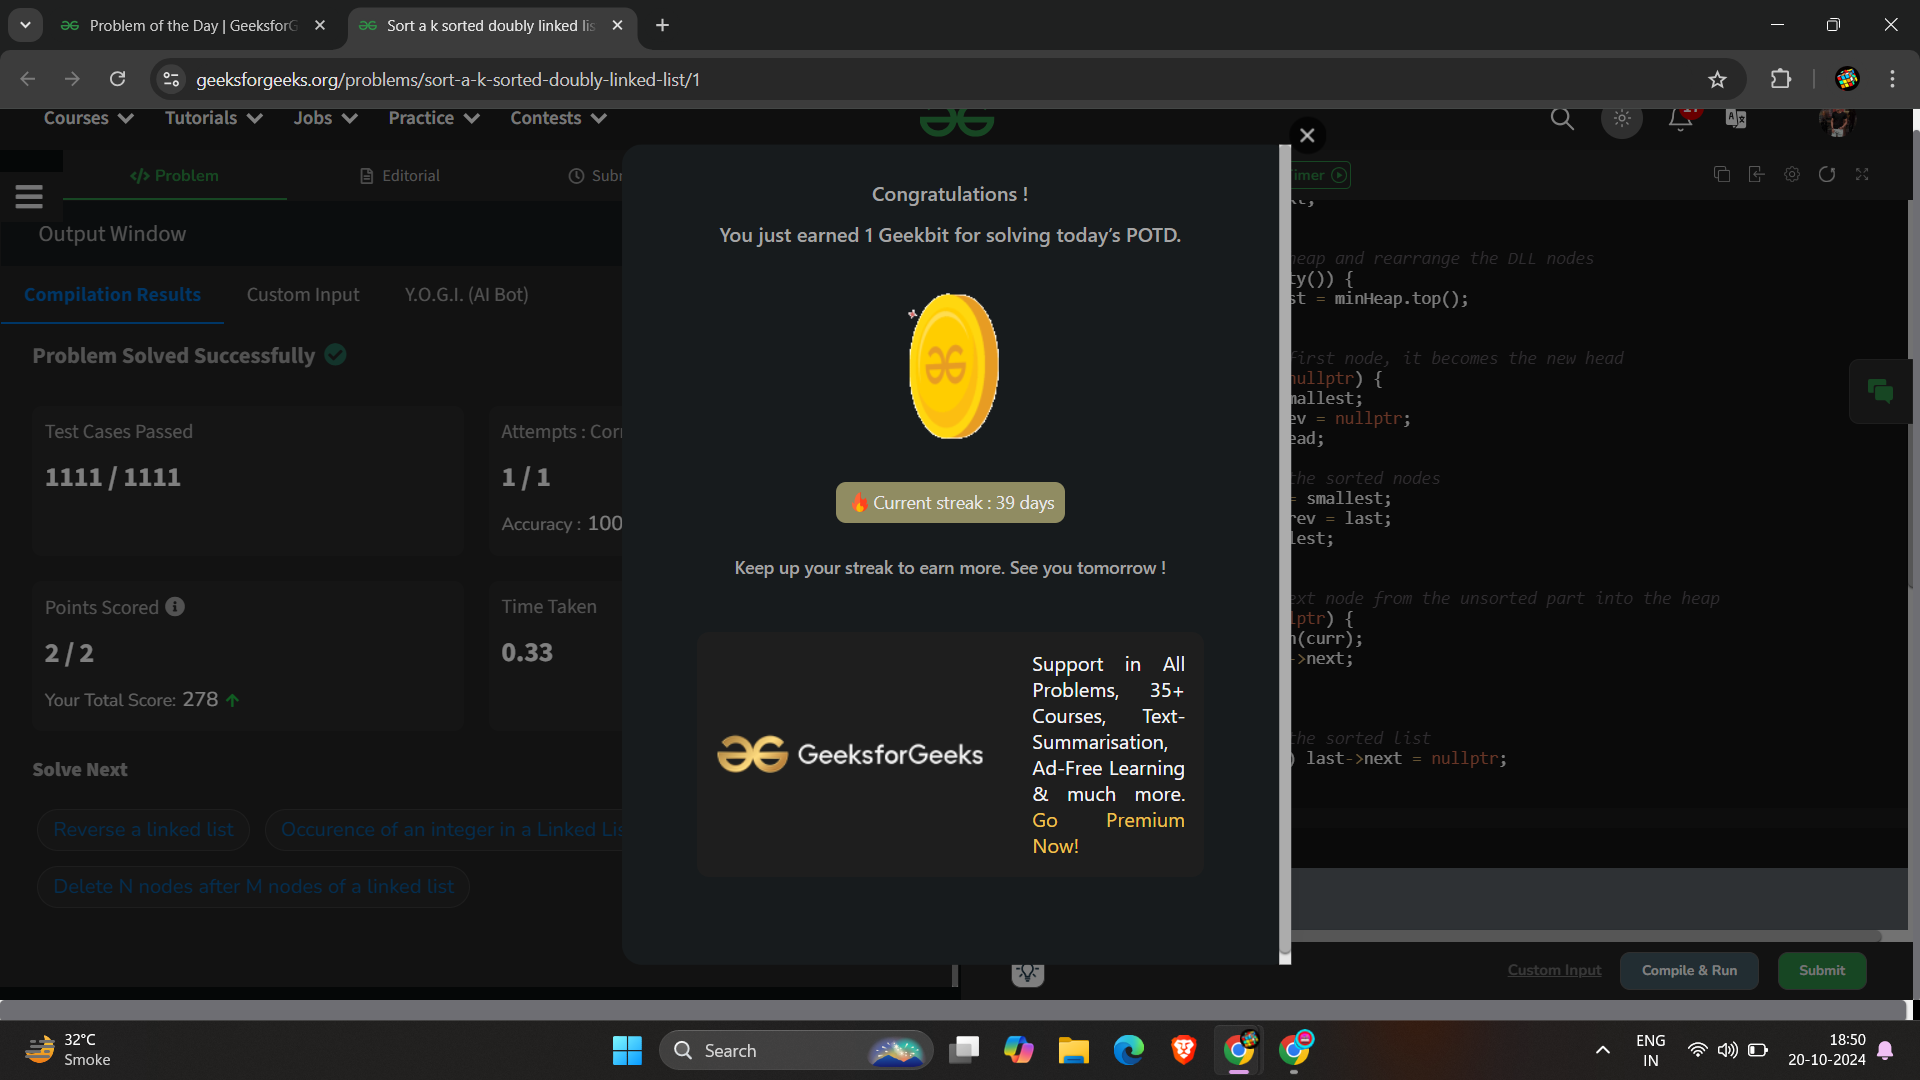 Problem of the Day | GeeksforG
Sort a k sorted doubly linked lis
geeksforgeeks.org/problems/sort-a-k-sorted-doubly-linked-list/1
Courses
Tutorials
Jobs
Practice
Contests
</> Problem
Editorial
Output Window
Compilation Results
Custom Input
Y.O.G.I. (AI Bot)
Problem Solved Successfully
Test Cases Passed
1111 / 1111
Attempts : Corr
1 / 1
Accuracy : 100
Points Scored
2 / 2
Your Total Score: 278
Time Taken
0.33
Solve Next
Reverse a linked list
Occurence of an integer in a Linked Lis
Delete N nodes after M nodes of a linked list
Congratulations !
You just earned 1 Geekbit for solving today's POTD.
Current streak : 39 days
Keep up your streak to earn more. See you tomorrow !
GeeksforGeeks
Support in All
Problems, 35+
Courses, Text-
Summarisation,
Ad-Free Learning
& much more.
Go Premium
Now!
heap and rearrange the DLL nodes
ty()) {
st = minHeap.top();
first node, it becomes the new head
nullptr) {
mallest;
ev = nullptr;
ead;
the sorted nodes
= smallest;
rev = last;
lest;
ext node from the unsorted part into the heap
lptr) {
h(curr);
->next;
the sorted list
) last->next = nullptr;
Custom Input
Compile & Run
Submit
32°C
Smoke
Search
ENG
IN
18:50
20-10-2024